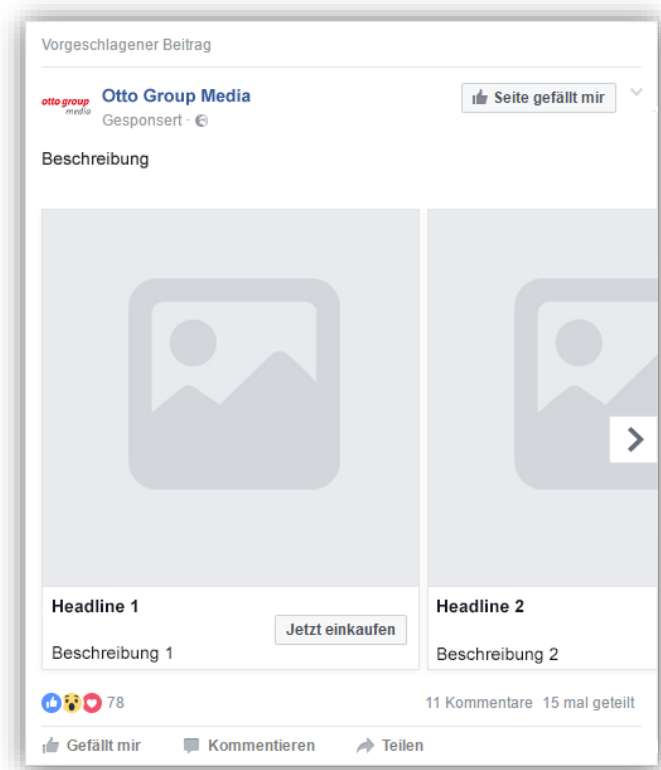 Vorgeschlagener Beitrag
otto group
media
Otto Group Media
Seite gefällt mir
Gesponsert ·
Beschreibung
Headline 1
Jetzt einkaufen
Beschreibung 1
Headline 2
Beschreibung 2
78
11 Kommentare 15 mal geteilt
Gefällt mir Kommentieren Teilen